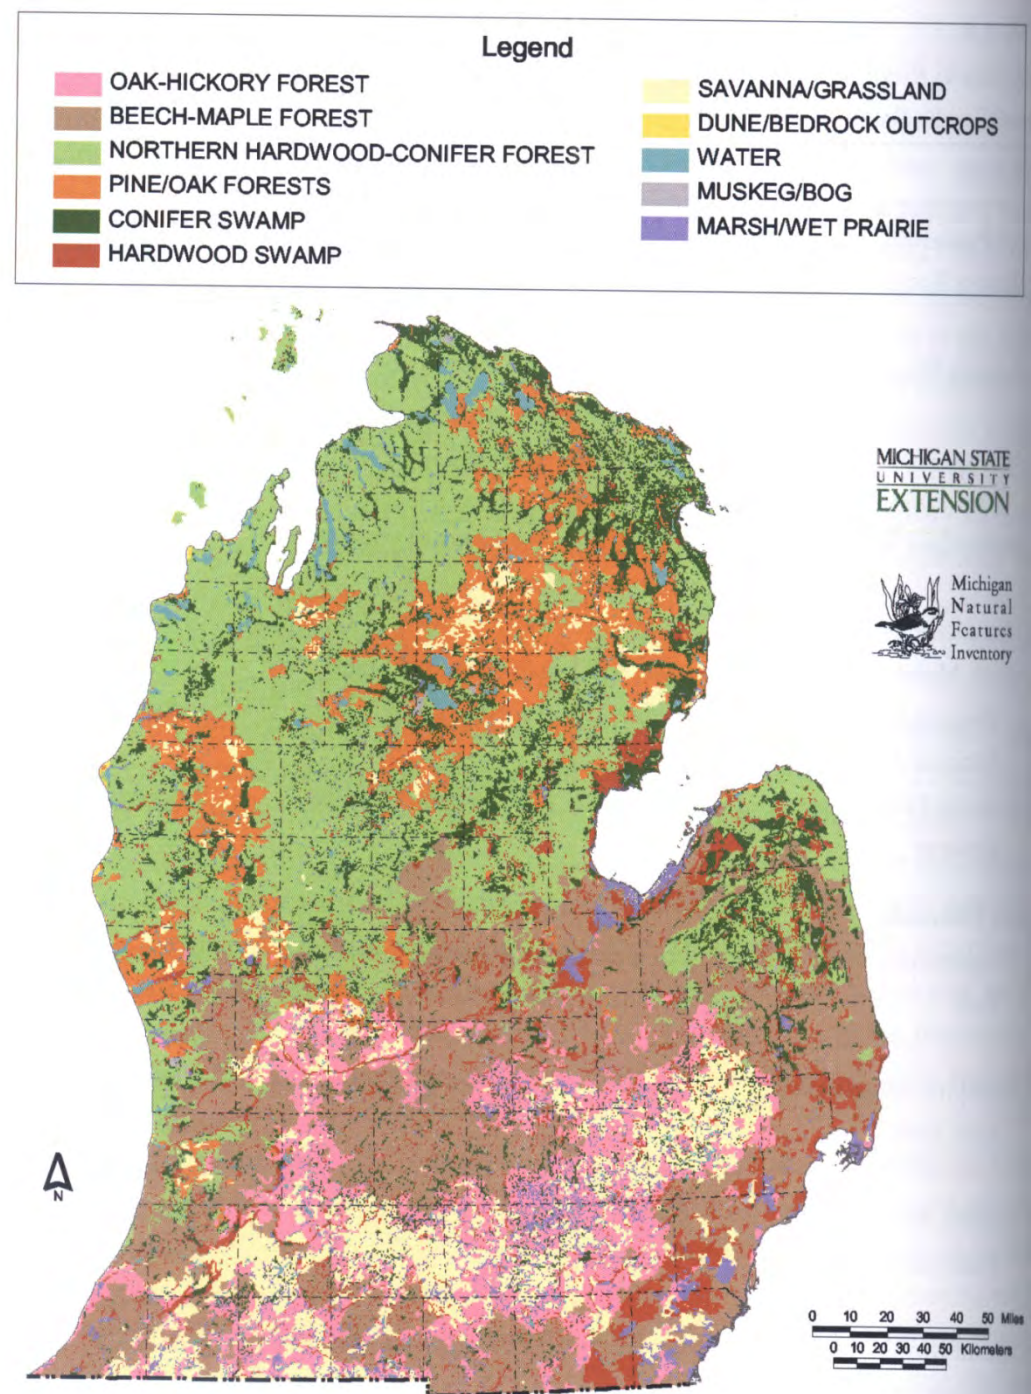 Legend
OAK-HICKORY FOREST
BEECH-MAPLE FOREST
NORTHERN HARDWOOD-CONIFER FOREST
PINE/OAK FORESTS
CONIFER SWAMP
HARDWOOD SWAMP
SAVANNA/GRASSLAND
DUNE/BEDROCK OUTCROPS
WATER
MUSKEG/BOG
MARSH/WET PRAIRIE
MICHIGAN STATE
UNIVERSITY
EXTENSION
Michigan
Natural
Features
Inventory
N
0 10 20 30 40 50 Miles
0 10 20 30 40 50 Kilometers